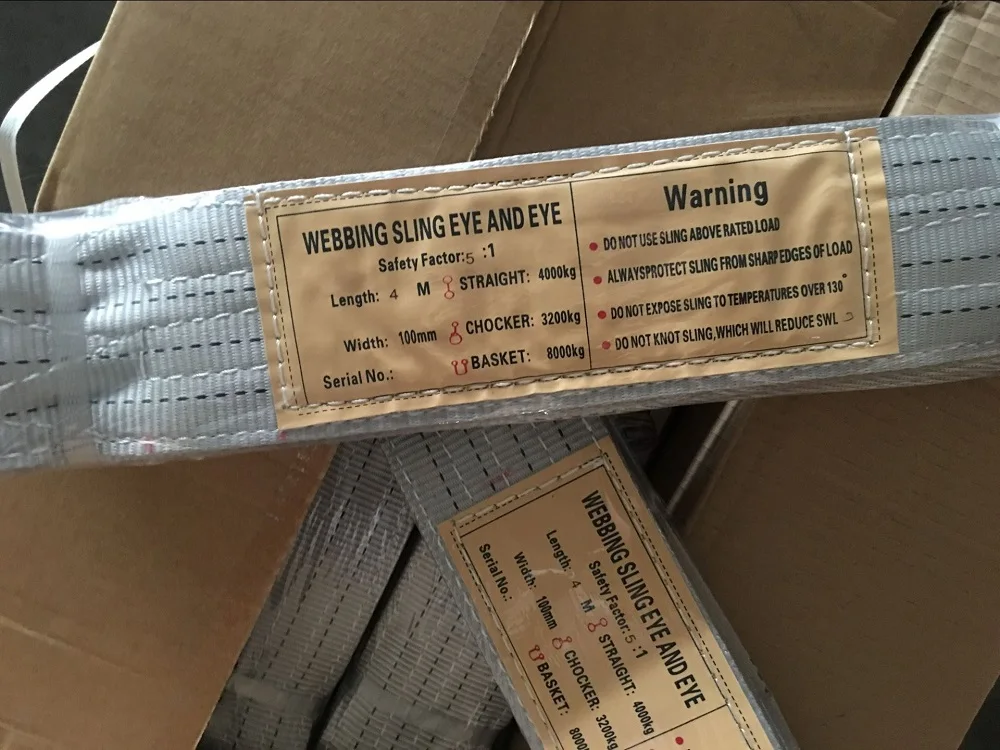 WEBBING SLING EYE AND EYE
Safety Factor:5 :1
Length: 4 M STRAIGHT: 4000kg
Width: 100mm CHOCKER: 3200kg
BASKET: 8000kg
Serial No.:
Warning
DO NOT USE SLING ABOVE RATED LOAD
ALWAYSPROTECT SLING FROM SHARP EDGES OF LOAD
DO NOT EXPOSE SLING TO TEMPERATURES OVER 130°
DO NOT KNOT SLING,WHICH WILL REDUCE SWL
WEBBING SLING EYE AND EYE
Safety Factor:5 :1
Length: 4 M STRAIGHT: 4000kg
Width: 100mm CHOCKER: 3200kg
BASKET: 8000
Serial No.: